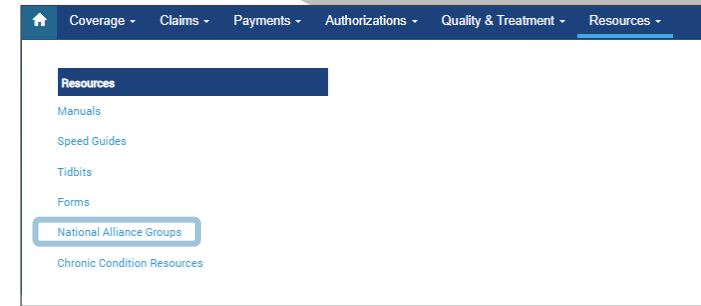 Coverage Claims Payments Authorizations Quality & Treatment Resources
Resources
Manuals
Speed Guides
Tidbits
Forms
National Alliance Groups
Chronic Condition Resources